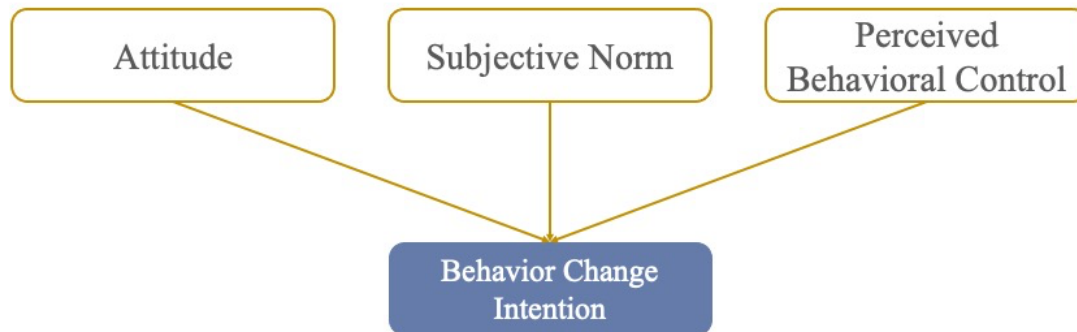 Attitude
Subjective Norm
Perceived
Behavioral Control
Behavior Change
Intention